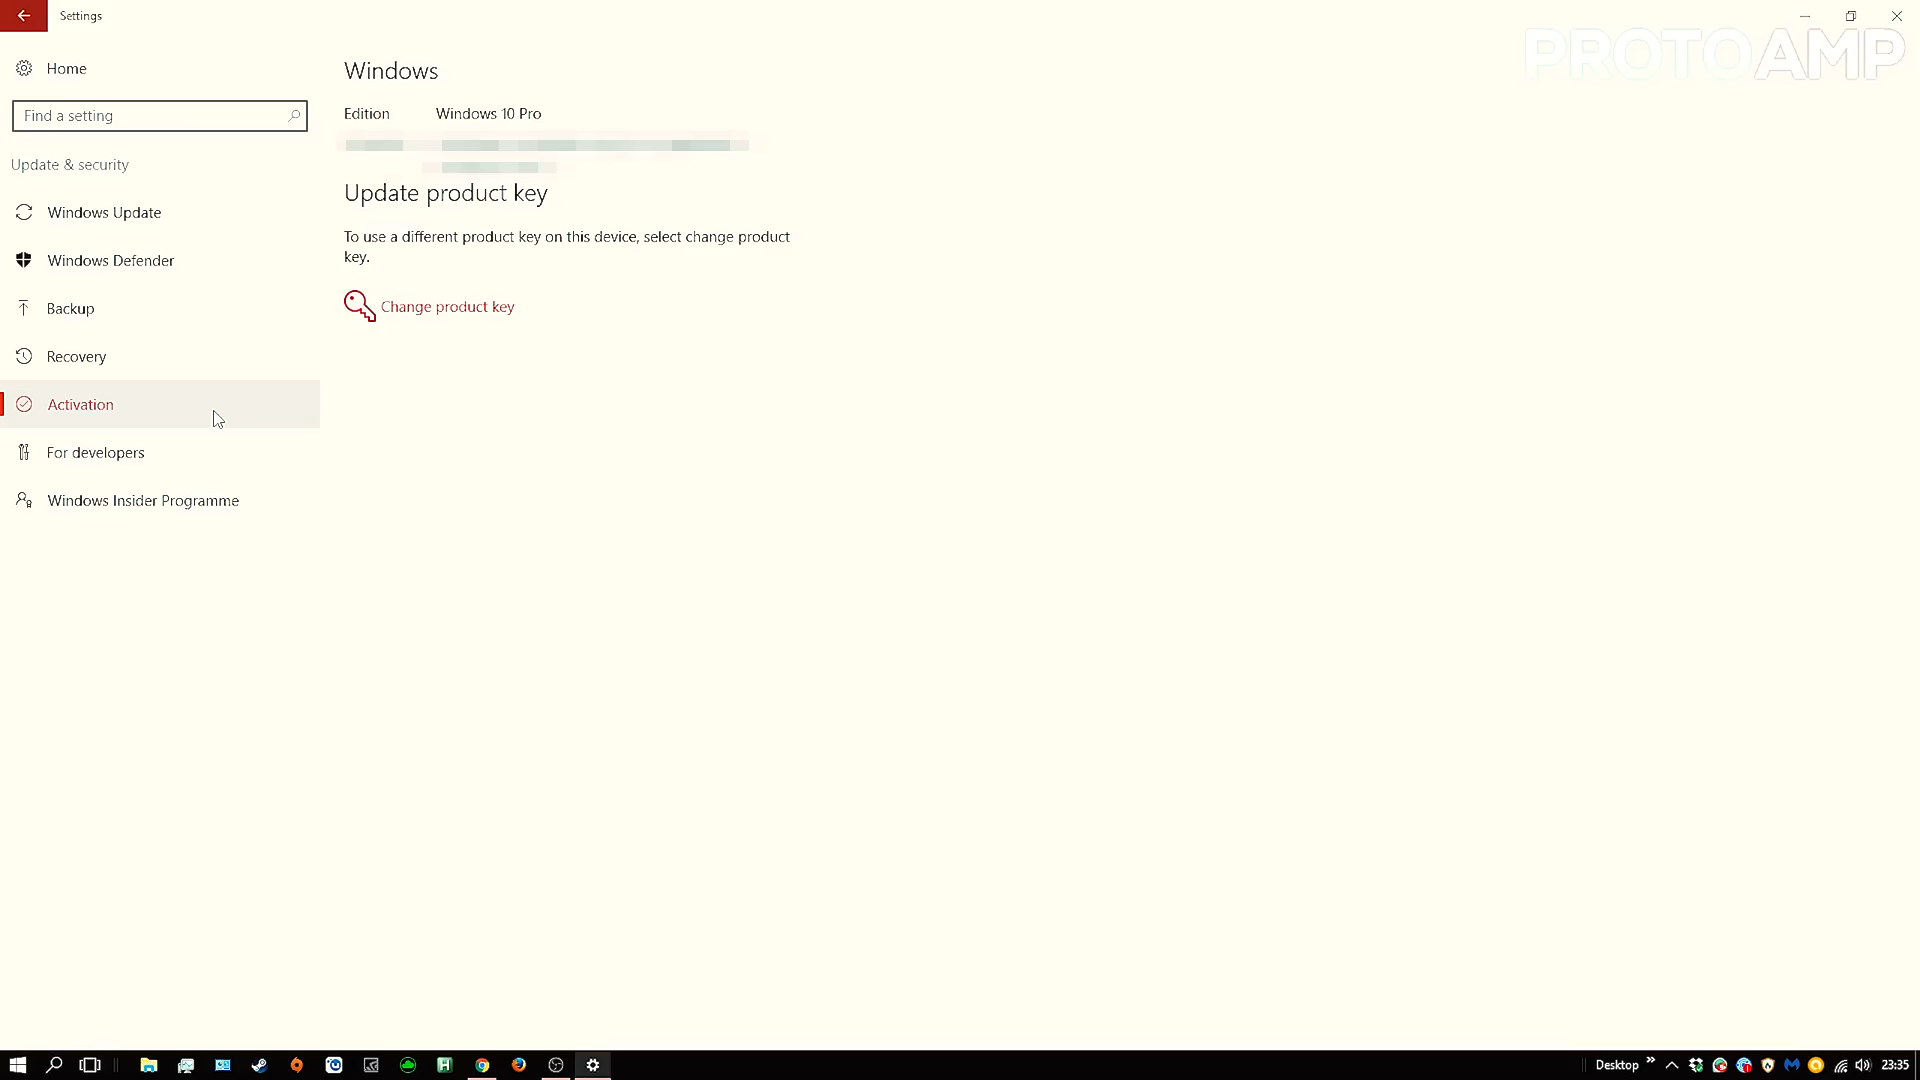 Settings
PROTOAMP
Home
Find a setting
Update & security
Windows Update
Windows Defender
Backup
Recovery
Activation
For developers
Windows Insider Programme
Windows
Edition Windows 10 Pro
Update product key
To use a different product key on this device, select change product
key.
Change product key
Desktop
23:35